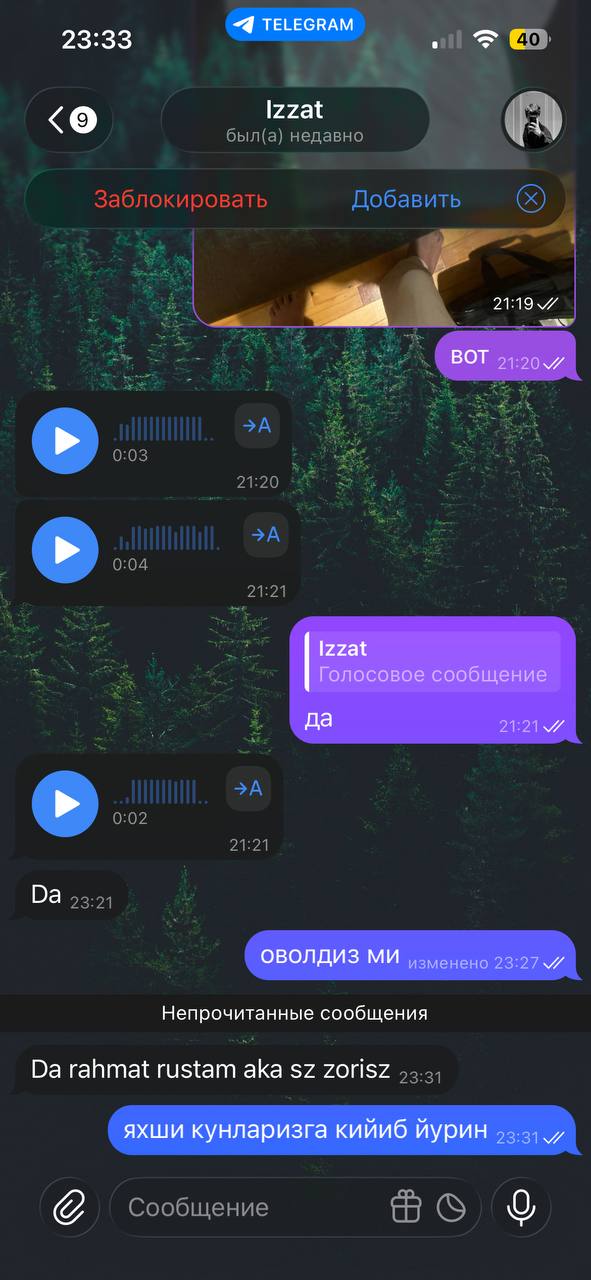 23:33
TELEGRAM
40
9
Izzat
был(а) недавно
Заблокировать
Добавить
21:19
вот 21:20
→A
0:03
21:20
→A
0:04
21:21
Izzat
Голосовое сообщение
да 21:21
→A
0:02
21:21
Da 23:21
оволдиз ми изменено 23:27
Непрочитанные сообщения
Da rahmat rustam aka sz zorisz 23:31
яхши кунларизга кийиб йурин 23:31
Сообщение